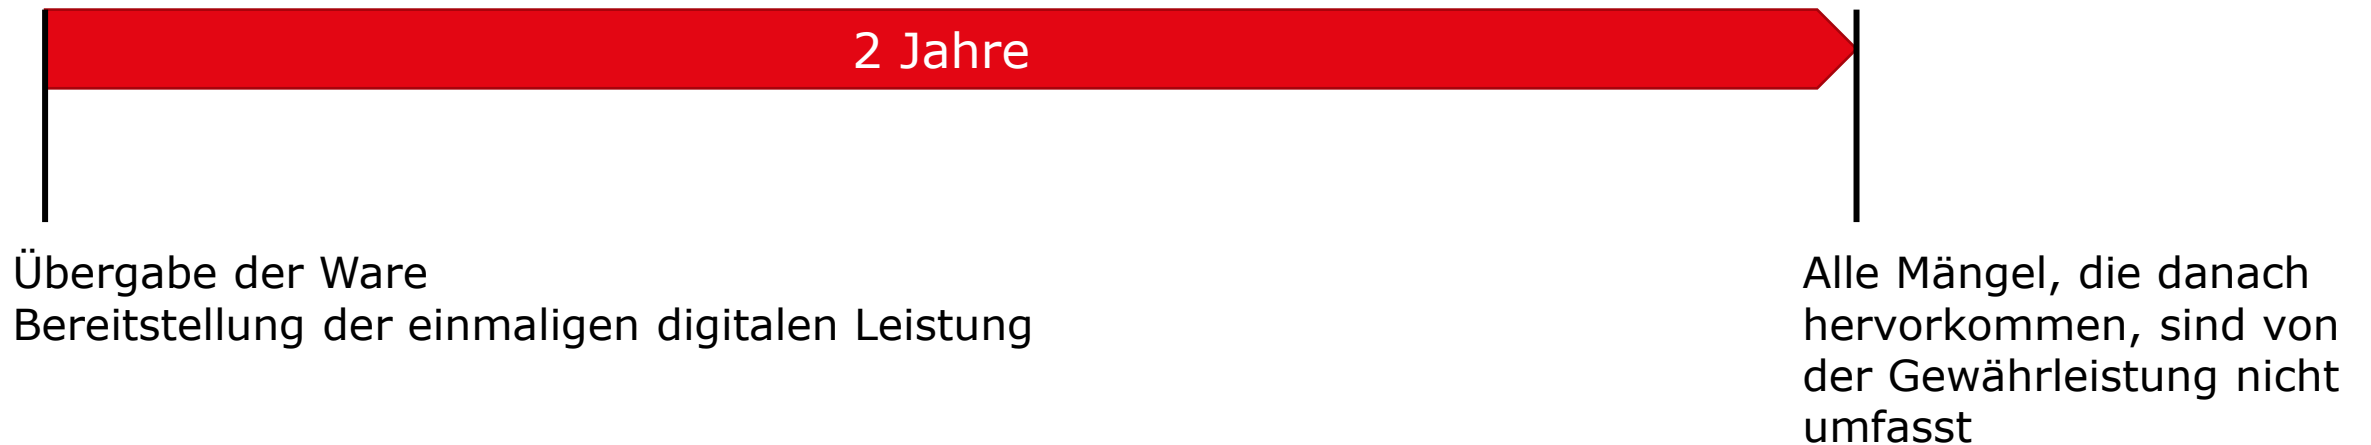 2 Jahre
Übergabe der Ware
Bereitstellung der einmaligen digitalen Leistung
Alle Mängel, die danach
hervorkommen, sind von
der Gewährleistung nicht
umfasst